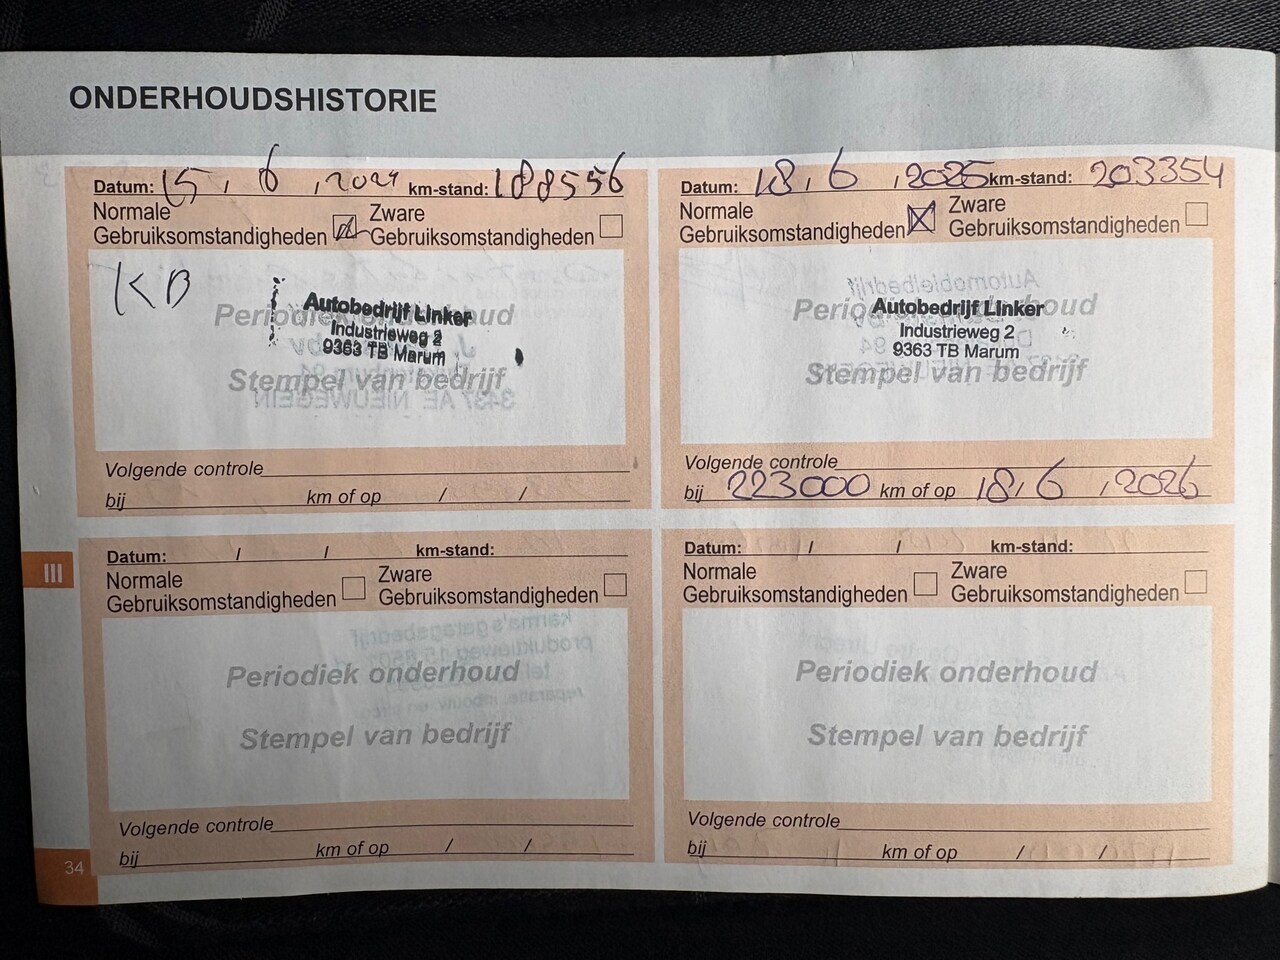 ONDERHOUDSHISTORIE
Datum: 15, 6, 2024 km-stand: 188556
Normale Gebruiksomstandigheden
Zware Gebruiksomstandigheden
KB
Periodiek onderhoud
Autobedrijf Linker
Industrieweg 2
9363 TB Marum
Stempel van bedrijf
Volgende controle
bij km of op / /
Datum: 18, 6, 2025 km-stand: 203354
Normale Gebruiksomstandigheden
Zware Gebruiksomstandigheden
Periodiek onderhoud
Autobedrijf Linker
Industrieweg 2
9363 TB Marum
Stempel van bedrijf
Volgende controle
bij 223000 km of op 18/6/2026
III
Datum: / / km-stand:
Normale Gebruiksomstandigheden
Zware Gebruiksomstandigheden
Periodiek onderhoud
Stempel van bedrijf
Volgende controle
bij km of op / /
Datum: / / km-stand:
Normale Gebruiksomstandigheden
Zware Gebruiksomstandigheden
Periodiek onderhoud
Stempel van bedrijf
Volgende controle
bij km of op / /
34